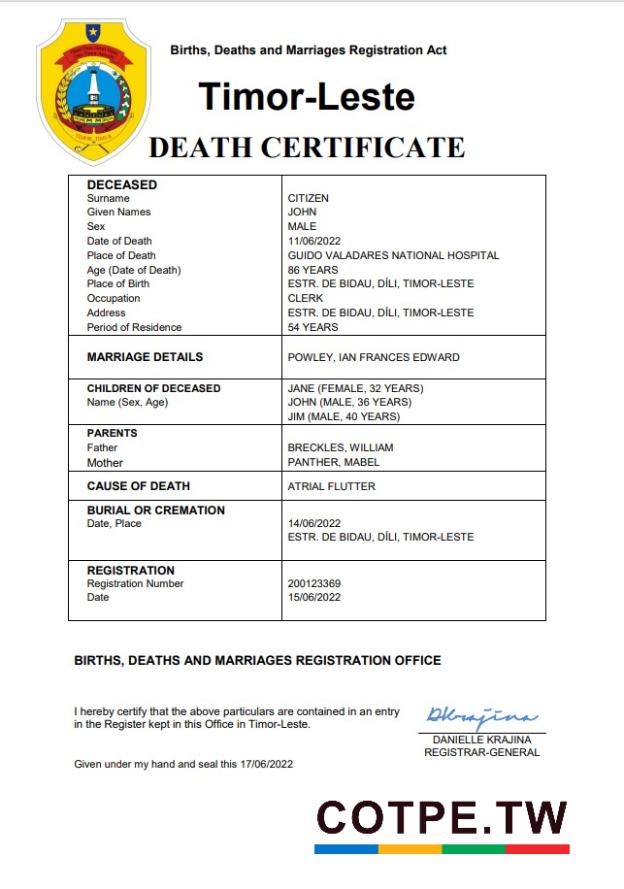 Births, Deaths and Marriages Registration Act
Timor-Leste
DEATH CERTIFICATE
DECEASED
Surname CITIZEN
Given Names JOHN
Sex MALE
Date of Death 11/06/2022
Place of Death GUIDO VALADARES NATIONAL HOSPITAL
Age (Date of Death) 86 YEARS
Place of Birth ESTR. DE BIDAU, DÍLI, TIMOR-LESTE
Occupation CLERK
Address ESTR. DE BIDAU, DÍLI, TIMOR-LESTE
Period of Residence 54 YEARS
MARRIAGE DETAILS POWLEY, IAN FRANCES EDWARD
CHILDREN OF DECEASED JANE (FEMALE, 32 YEARS)
Name (Sex, Age) JOHN (MALE, 36 YEARS)
JIM (MALE, 40 YEARS)
PARENTS
Father BRECKLES, WILLIAM
Mother PANTHER, MABEL
CAUSE OF DEATH ATRIAL FLUTTER
BURIAL OR CREMATION
Date, Place 14/06/2022
ESTR. DE BIDAU, DÍLI, TIMOR-LESTE
REGISTRATION
Registration Number 200123369
Date 15/06/2022
BIRTHS, DEATHS AND MARRIAGES REGISTRATION OFFICE
I hereby certify that the above particulars are contained in an entry
in the Register kept in this Office in Timor-Leste.
DKrajina
DANIELLE KRAJINA
REGISTRAR-GENERAL
Given under my hand and seal this 17/06/2022
COTPE.TW